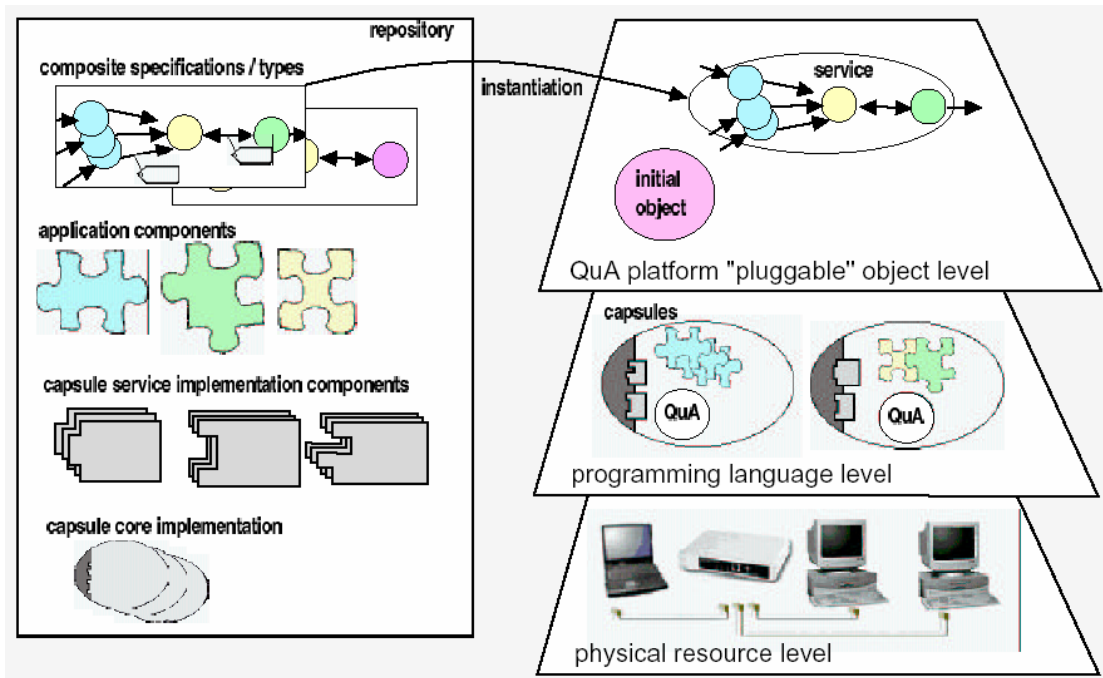 repository
composite specifications / types
application components
capsule service implementation components
capsule core implementation
instantiation
service
initial
object
QuA platform "pluggable" object level
capsules
QuA
QuA
programming language level
physical resource level